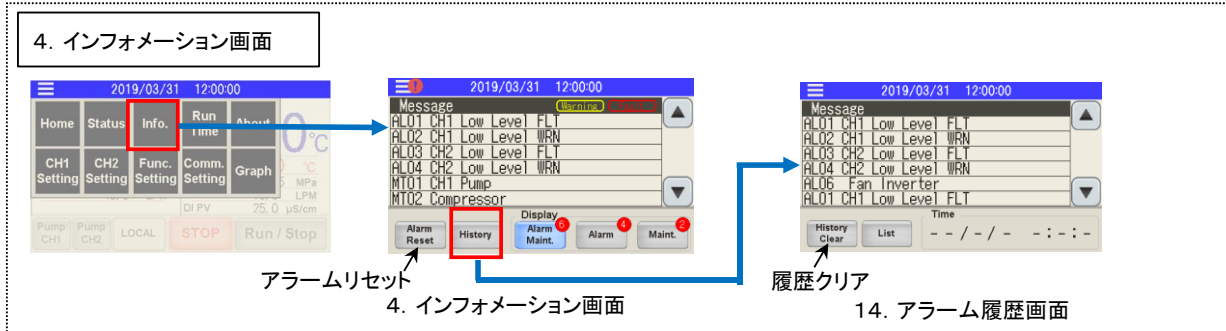 4. インフォメーション画面
2019/03/31 12:00:00
Home Status Info. Run Time About
CH1 Setting CH2 Setting Func. Setting Comm. Setting Graph
0 ℃
℃
MPa
LPM
DI PV 25.0 µS/cm
Pump CH1 Pump CH2 LOCAL STOP Run / Stop
2019/03/31 12:00:00
Message Warning
AL01 CH1 Low Level FLT
AL02 CH1 Low Level WRN
AL03 CH2 Low Level FLT
AL04 CH2 Low Level WRN
MT01 CH1 Pump
MT02 Compressor
Display
Alarm Reset History Alarm Maint. 6 Alarm 4 Maint. 2
アラームリセット
4. インフォメーション画面
2019/03/31 12:00:00
Message
AL01 CH1 Low Level FLT
AL02 CH1 Low Level WRN
AL03 CH2 Low Level FLT
AL04 CH2 Low Level WRN
AL06 Fan Inverter
AL01 CH1 Low Level FLT
Time
History Clear List - - / - / - - : - : -
履歴クリア
14. アラーム履歴画面